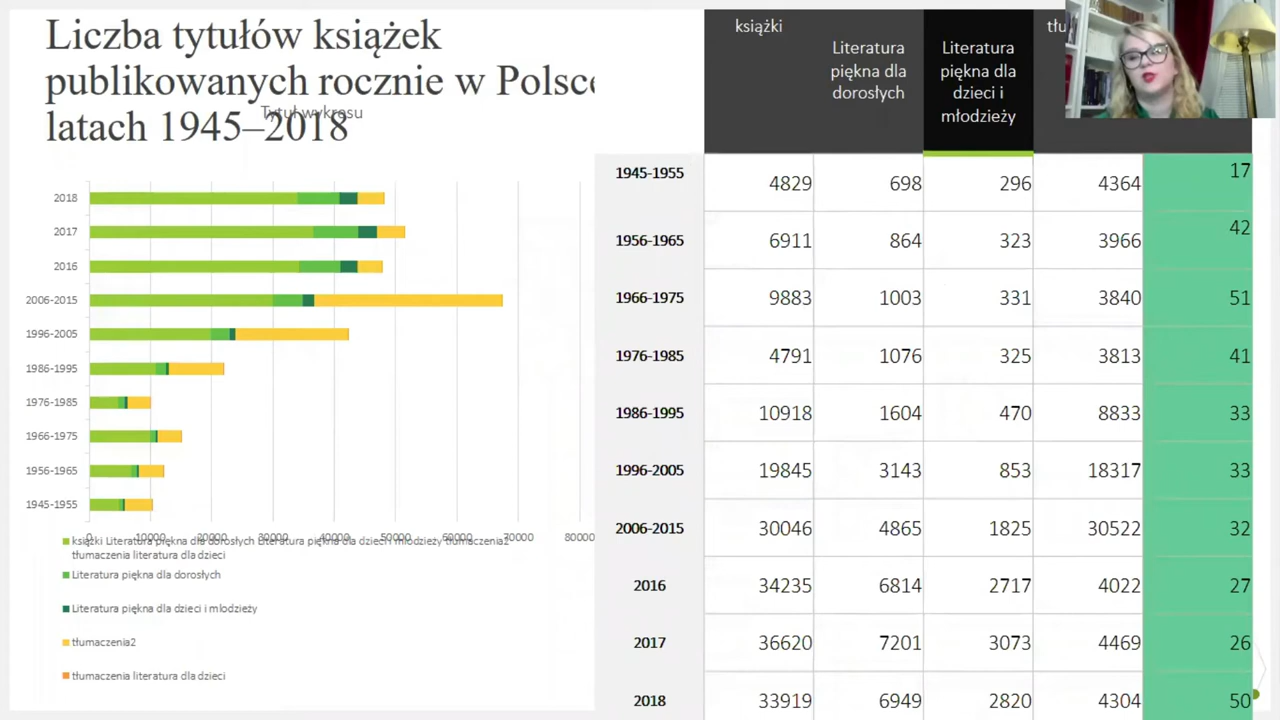 Liczba tytułów książek
publikowanych rocznie w Polsce
latach 1945–2018
Tytuł wykresu
2018
2017
2016
2006-2015
1996-2005
1986-1995
1976-1985
1966-1975
1956-1965
1945-1955
0 10000 20000 30000 40000 50000 60000 70000 80000
książki Literatura piękna dla dorosłych Literatura piękna dla dzieci i młodzieży tłumaczenia2
tłumaczenia literatura dla dzieci
Literatura piękna dla dorosłych
Literatura piękna dla dzieci i mlodzieży
tłumaczenia2
tłumaczenia literatura dla dzieci
książki
Literatura
piękna dla
dorosłych
Literatura
piękna dla
dzieci i
młodzieży
1945-1955 4829 698 296 4364 17
1956-1965 6911 864 323 3966 42
1966-1975 9883 1003 331 3840 51
1976-1985 4791 1076 325 3813 41
1986-1995 10918 1604 470 8833 33
1996-2005 19845 3143 853 18317 33
2006-2015 30046 4865 1825 30522 32
2016 34235 6814 2717 4022 27
2017 36620 7201 3073 4469 26
2018 33919 6949 2820 4304 50